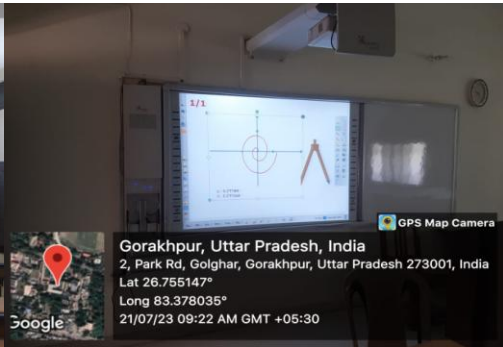 1/1
GPS Map Camera
Gorakhpur, Uttar Pradesh, India
2, Park Rd, Golghar, Gorakhpur, Uttar Pradesh 273001, India
Lat 26.755147°
Long 83.378035°
21/07/23 09:22 AM GMT +05:30
Google